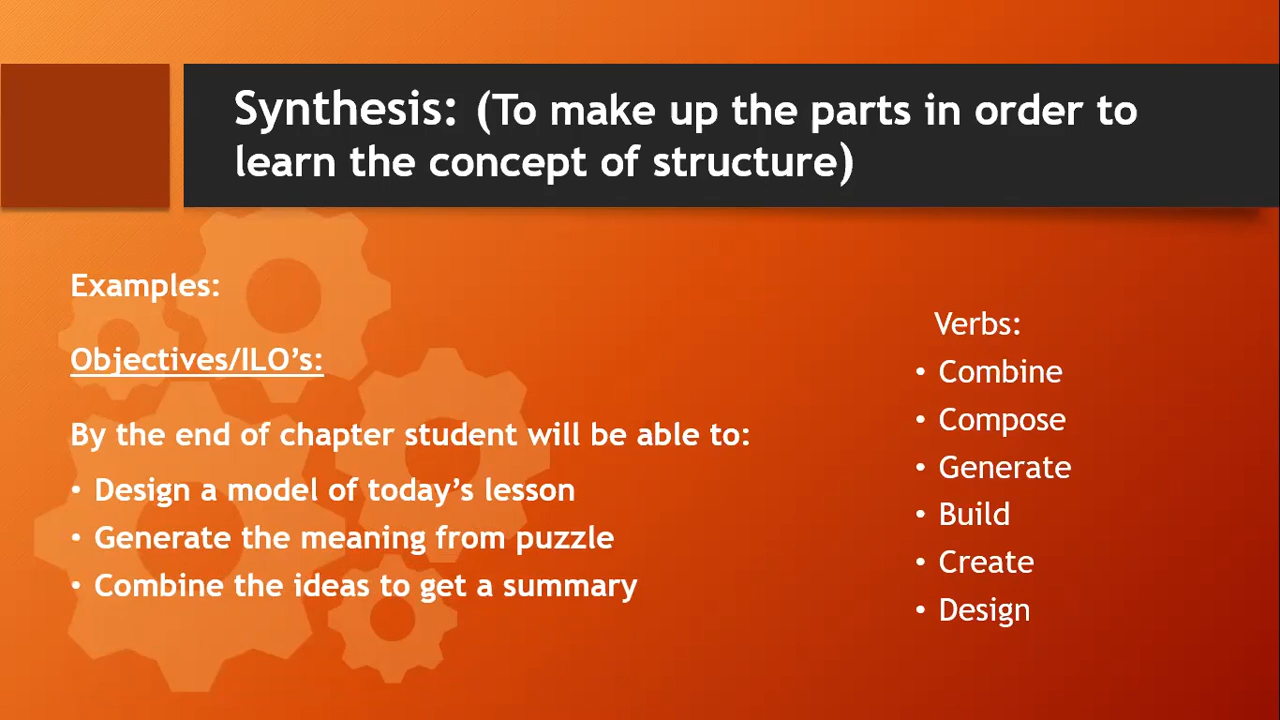 Synthesis: (To make up the parts in order to
learn the concept of structure)
Examples:
Objectives/ILO’s:
By the end of chapter student will be able to:
• Design a model of today’s lesson
• Generate the meaning from puzzle
• Combine the ideas to get a summary
Verbs:
• Combine
• Compose
• Generate
• Build
• Create
• Design